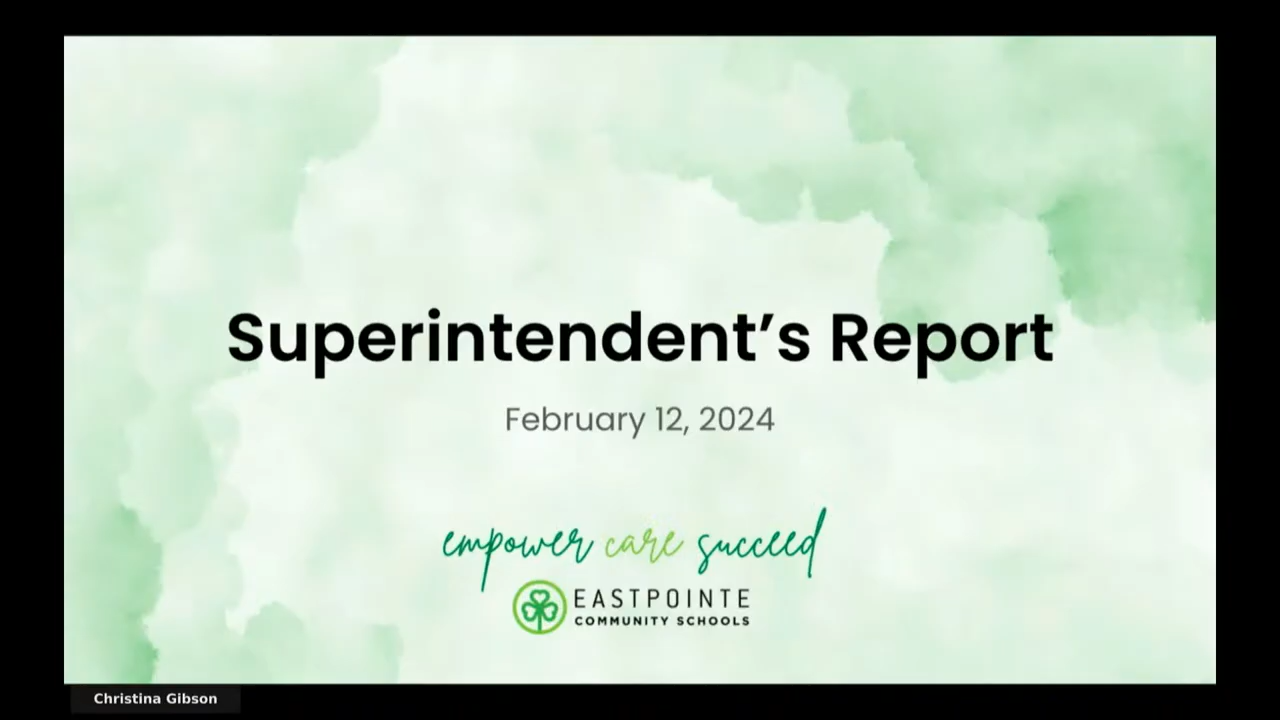 Superintendent’s Report
February 12, 2024
empower care succeed
EASTPOINTE
COMMUNITY SCHOOLS
Christina Gibson